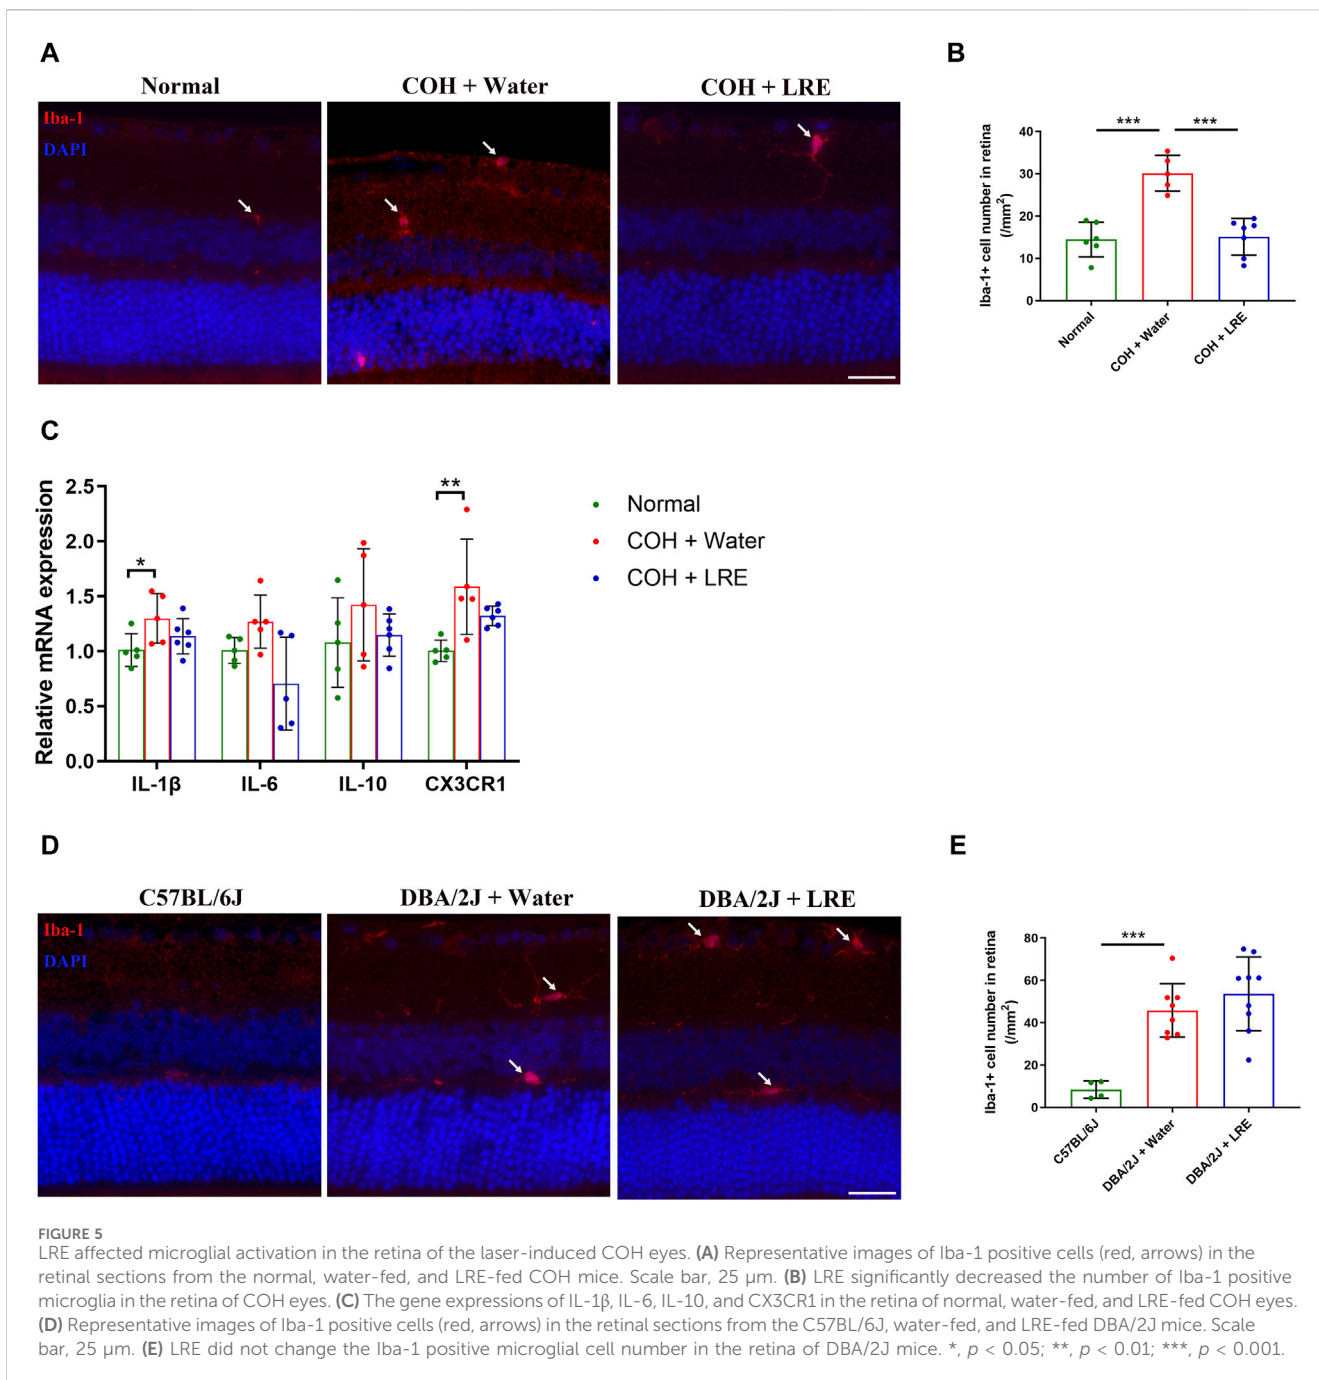 A
Normal
COH + Water
COH + LRE
Iba-1
DAPI
B
Iba-1+ cell number in retina
(/mm²)
40
30
20
10
0
***
***
Normal
COH + Water
COH + LRE
C
Relative mRNA expression
2.5
2.0
1.5
1.0
0.5
0.0
*
**
IL-1β
IL-6
IL-10
CX3CR1
Normal
COH + Water
COH + LRE
D
C57BL/6J
DBA/2J + Water
DBA/2J + LRE
Iba-1
DAPI
E
Iba-1+ cell number in retina
(/mm²)
80
60
40
20
0
***
C57BL/6J
DBA/2J + Water
DBA/2J + LRE
FIGURE 5
LRE affected microglial activation in the retina of the laser-induced COH eyes. (A) Representative images of Iba-1 positive cells (red, arrows) in the
retinal sections from the normal, water-fed, and LRE-fed COH mice. Scale bar, 25 µm. (B) LRE significantly decreased the number of Iba-1 positive
microglia in the retina of COH eyes. (C) The gene expressions of IL-1β, IL-6, IL-10, and CX3CR1 in the retina of normal, water-fed, and LRE-fed COH eyes.
(D) Representative images of Iba-1 positive cells (red, arrows) in the retinal sections from the C57BL/6J, water-fed, and LRE-fed DBA/2J mice. Scale
bar, 25 µm. (E) LRE did not change the Iba-1 positive microglial cell number in the retina of DBA/2J mice. *, p < 0.05; **, p < 0.01; ***, p < 0.001.